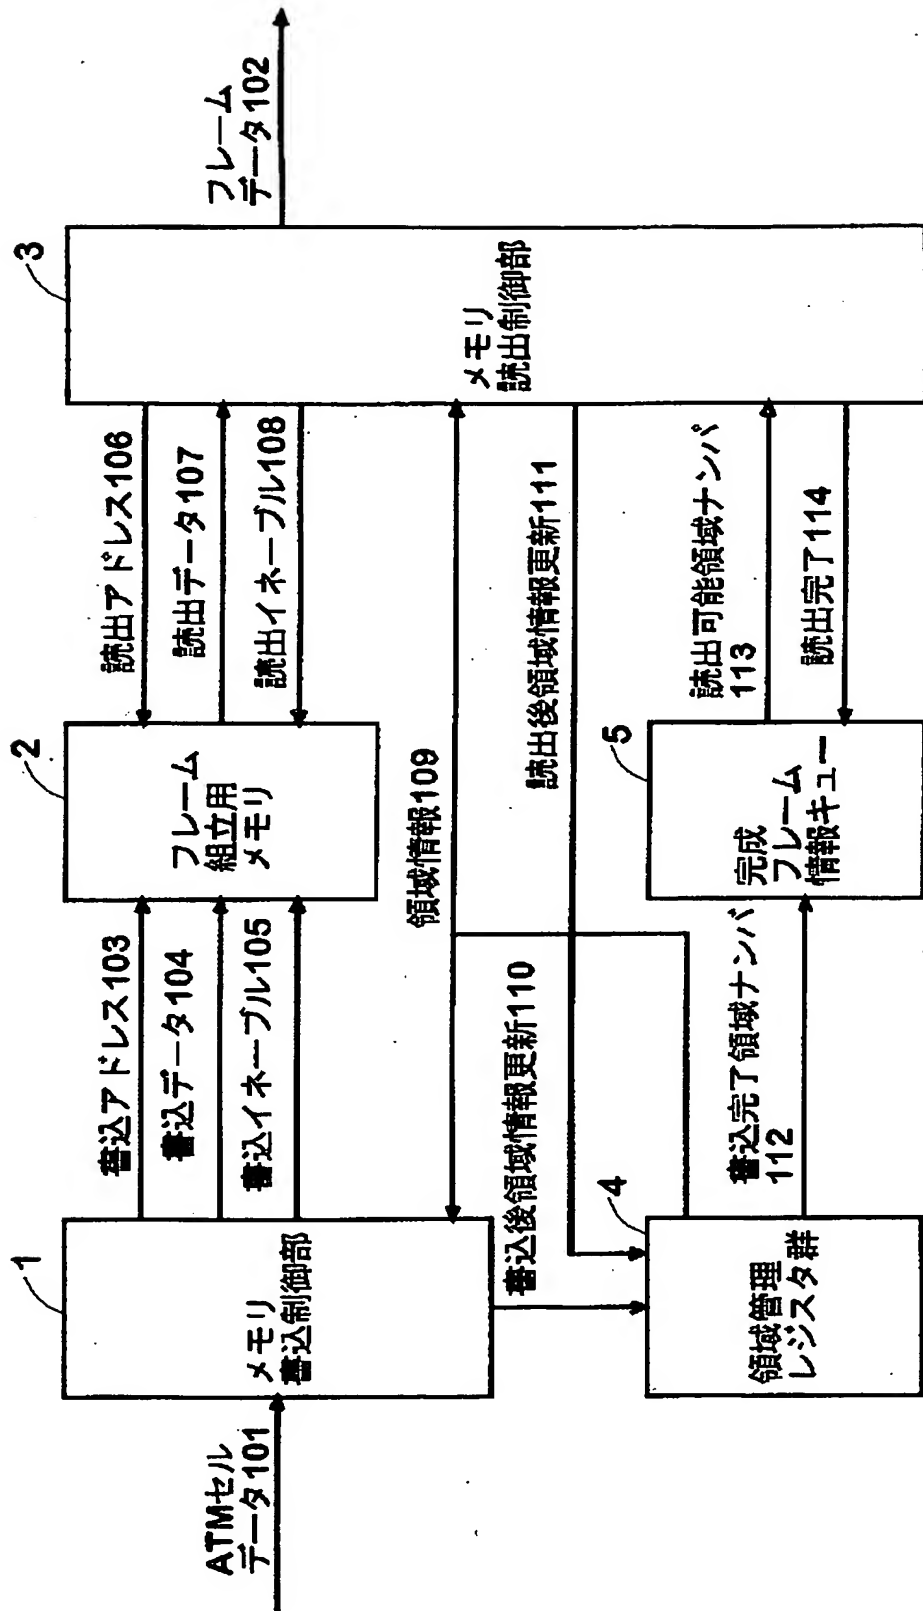 ATMセル
データ101
1
メモリ
書込制御部
書込アドレス103
書込データ104
書込イネーブル105
2
フレーム
組立用
メモリ
読出アドレス106
読出データ107
読出イネーブル108
3
メモリ
読出制御部
フレーム
データ102
領域情報109
書込後領域情報更新110
読出後領域情報更新111
4
領域管理
レジスタ群
書込完了領域ナンバ
112
5
完成
フレーム
情報キュー
読出可能領域ナンバ
113
読出完了114